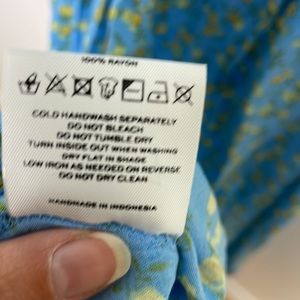 100% RAYON
COLD HANDWASH SEPARATELY
DO NOT BLEACH
DO NOT TUMBLE DRY
TURN INSIDE OUT WHEN WASHING
DRY FLAT IN SHADE
LOW IRON AS NEEDED ON REVERSE
DO NOT DRY CLEAN
HANDMADE IN INDONESIA